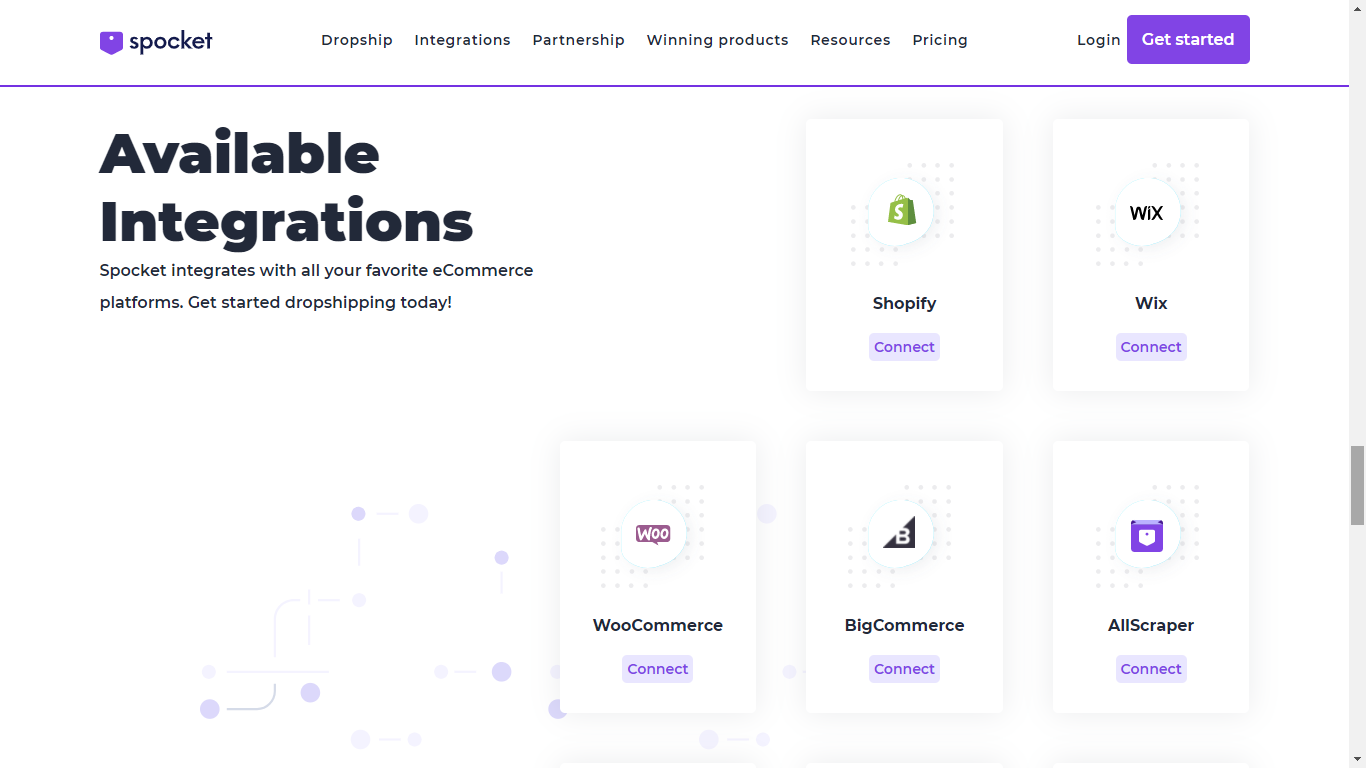 spocket
Dropship
Integrations
Partnership
Winning products
Resources
Pricing
Login
Get started
Available
Integrations
Spocket integrates with all your favorite eCommerce
platforms. Get started dropshipping today!
S
Shopify
Connect
WiX
Wix
Connect
WOO
WooCommerce
Connect
B
BigCommerce
Connect
AllScraper
Connect